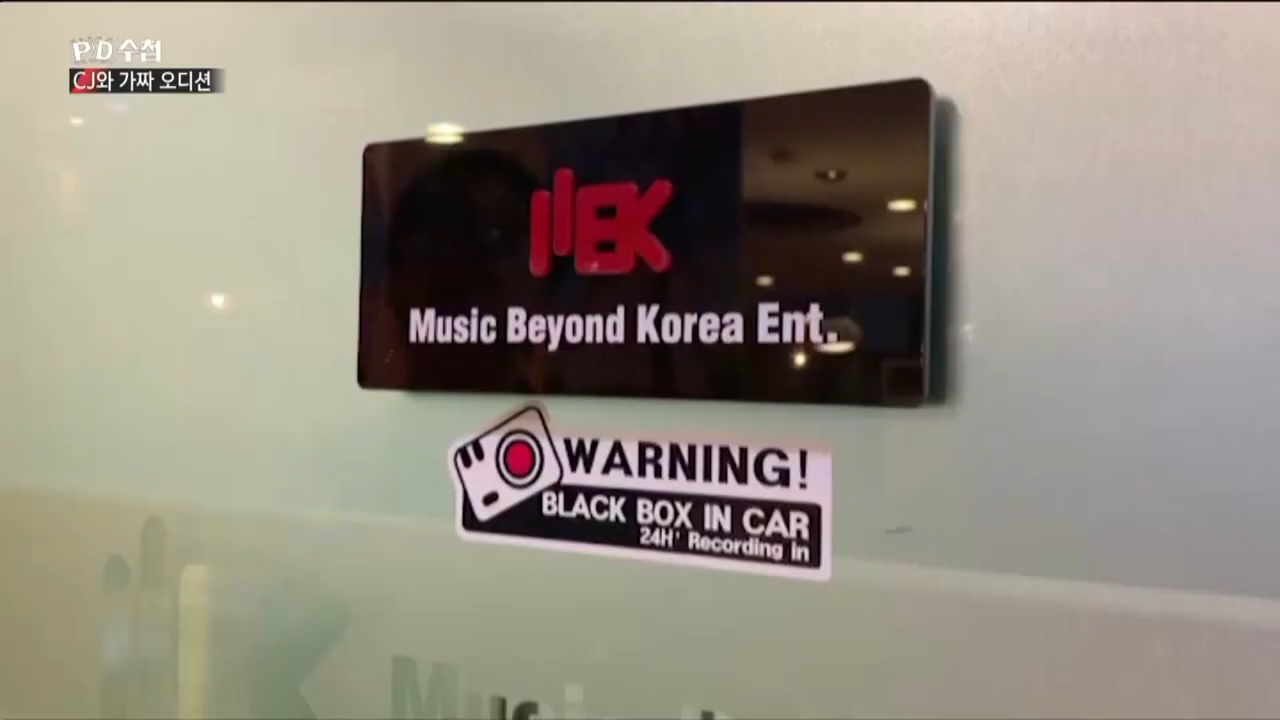 PD수첩
CJ와 가짜 오디션
MBK
Music Beyond Korea Ent.
WARNING!
BLACK BOX IN CAR
24H' Recording in